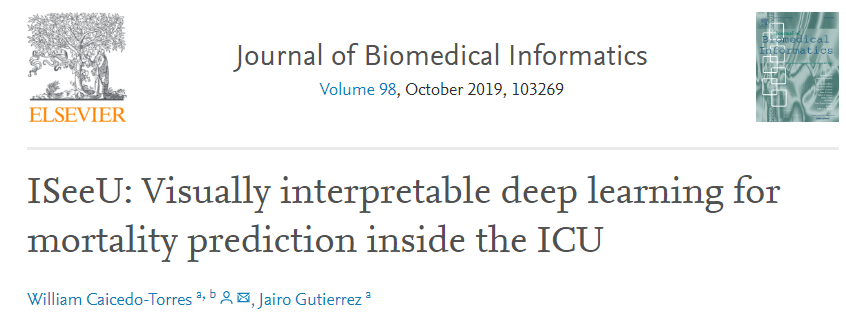 ELSEVIER
Journal of Biomedical Informatics
Volume 98, October 2019, 103269
Biomedical
Informatics
ISeeU: Visually interpretable deep learning for
mortality prediction inside the ICU
William Caicedo-Torres a, b, Jairo Gutierrez a